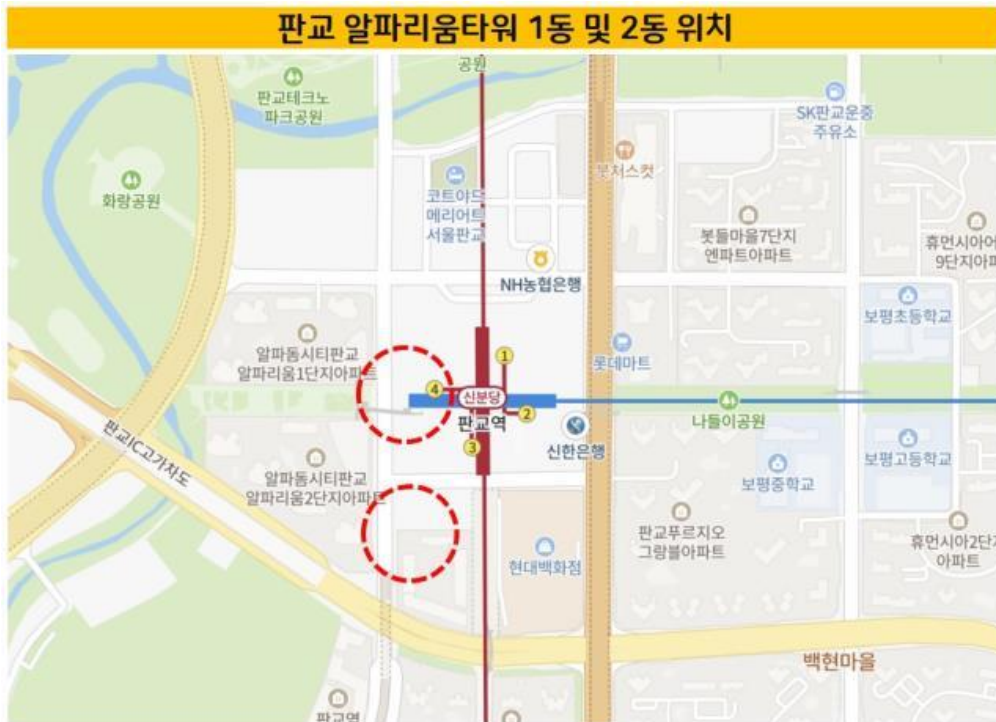 판교 알파리움타워 1동 및 2동 위치
공원
판교테크노
파크공원
SK판교운중
주유소
붓처스컷
화랑공원
코트야드
메리어트
서울판교
봇들마을7단지
엔파트아파트
휴먼시아어
9단지아파
NH농협은행
보평초등학교
알파돔시티판교
알파리움1단지아파트
1
롯데마트
4
신분당
2
판교역
3
신한은행
나들이공원
판교IC고가차도
알파돔시티판교
알파리움2단지아파트
보평중학교
보평고등학교
판교푸르지오
그랑블아파트
현대백화점
휴먼시아2단지
아파트
백현마을
판교역